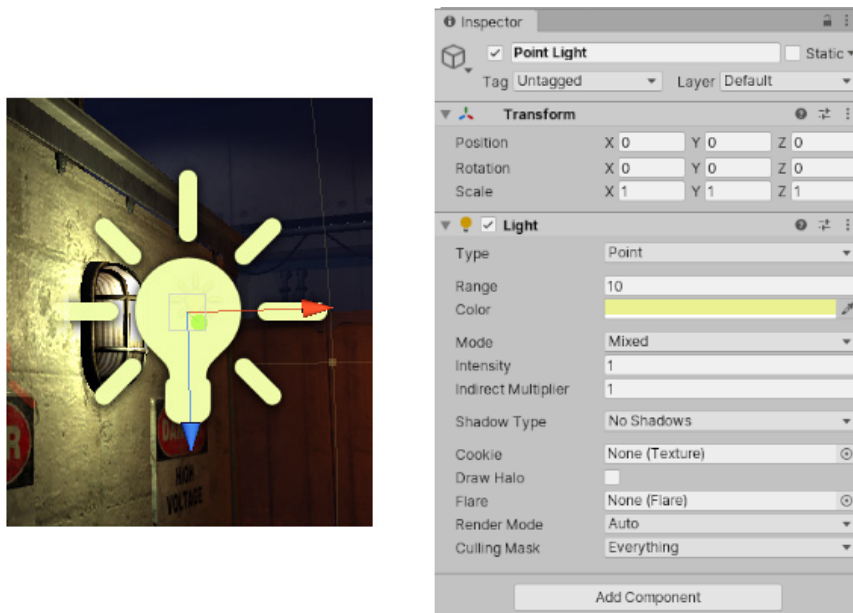 Inspector
Point Light
Static
Tag Untagged Layer Default
Transform
Position X 0 Y 0 Z 0
Rotation X 0 Y 0 Z 0
Scale X 1 Y 1 Z 1
Light
Type Point
Range 10
Color
Mode Mixed
Intensity 1
Indirect Multiplier 1
Shadow Type No Shadows
Cookie None (Texture)
Draw Halo
Flare None (Flare)
Render Mode Auto
Culling Mask Everything
Add Component
HIGH
VOLTAGE